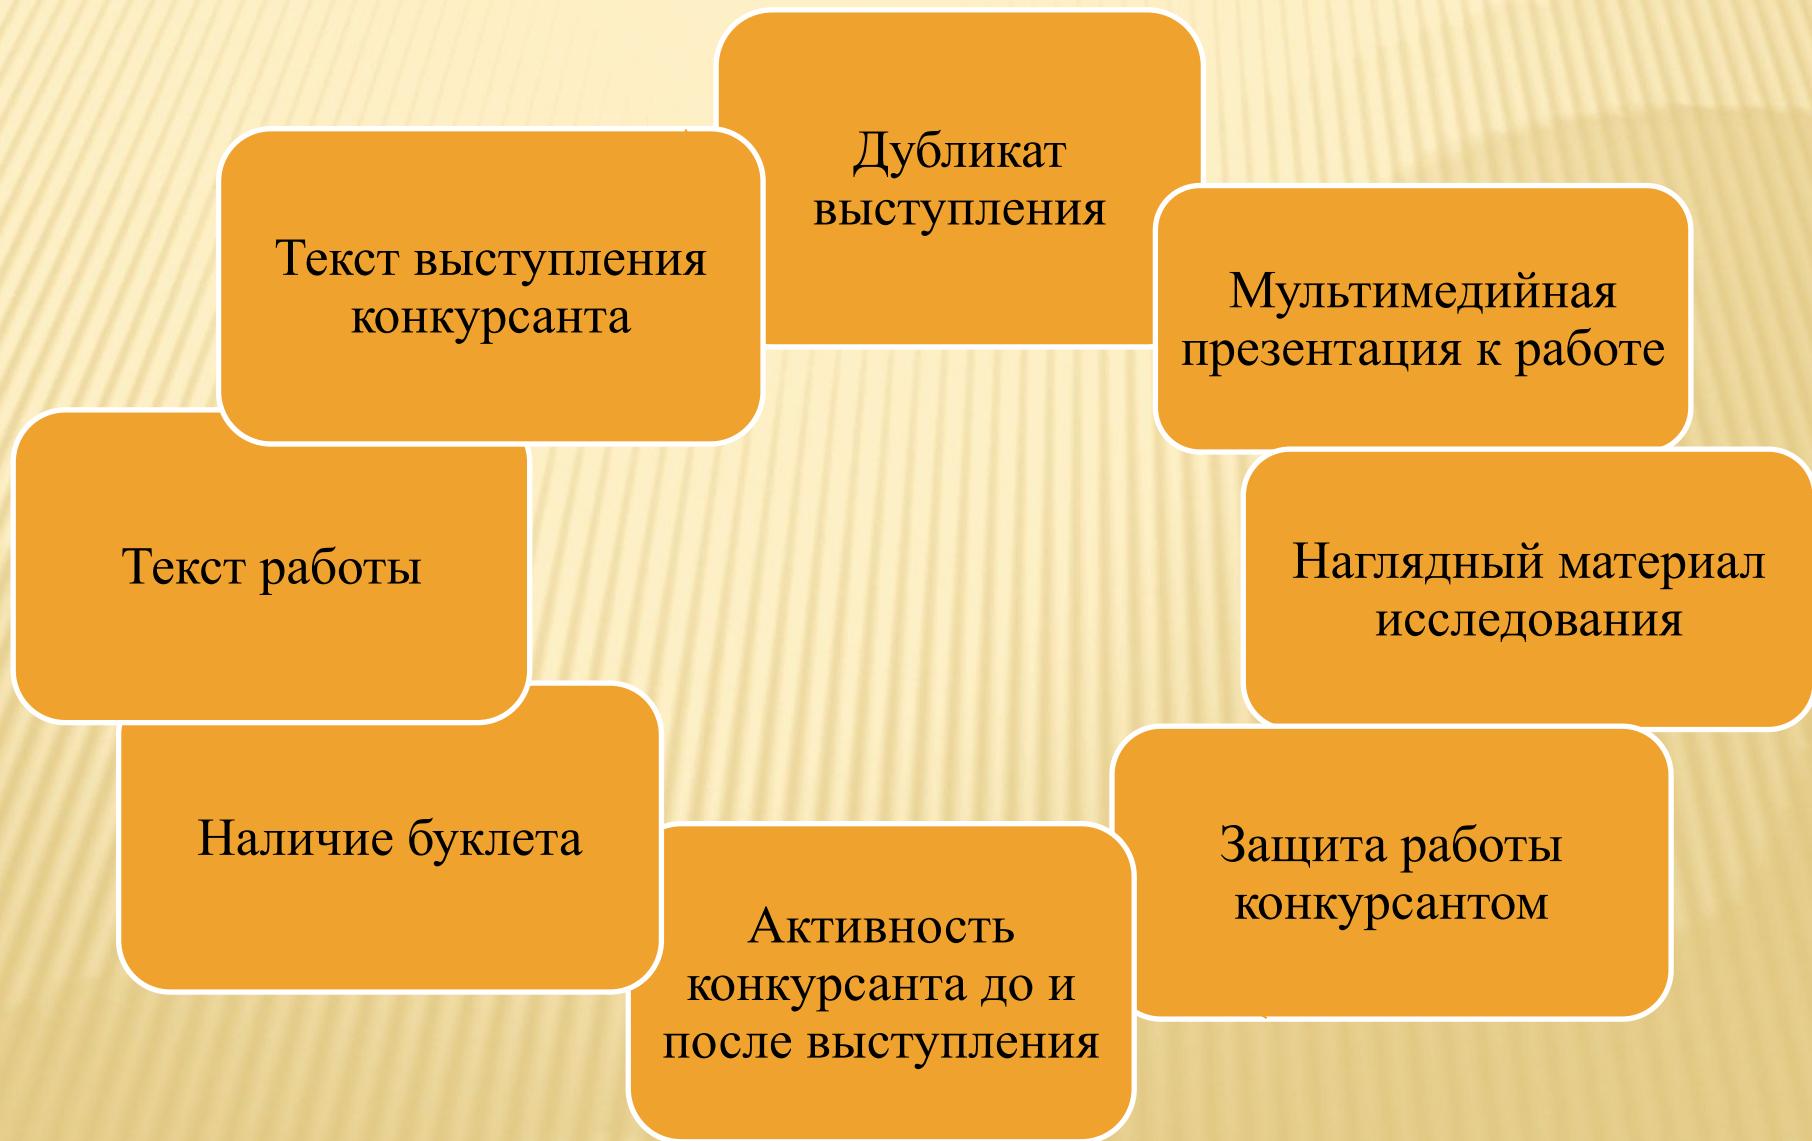 Дубликат
выступления
Текст выступления
конкурсанта
Мультимедийная
презентация к работе
Текст работы
Наглядный материал
исследования
Наличие буклета
Защита работы
конкурсантом
Активность
конкурсанта до и
после выступления